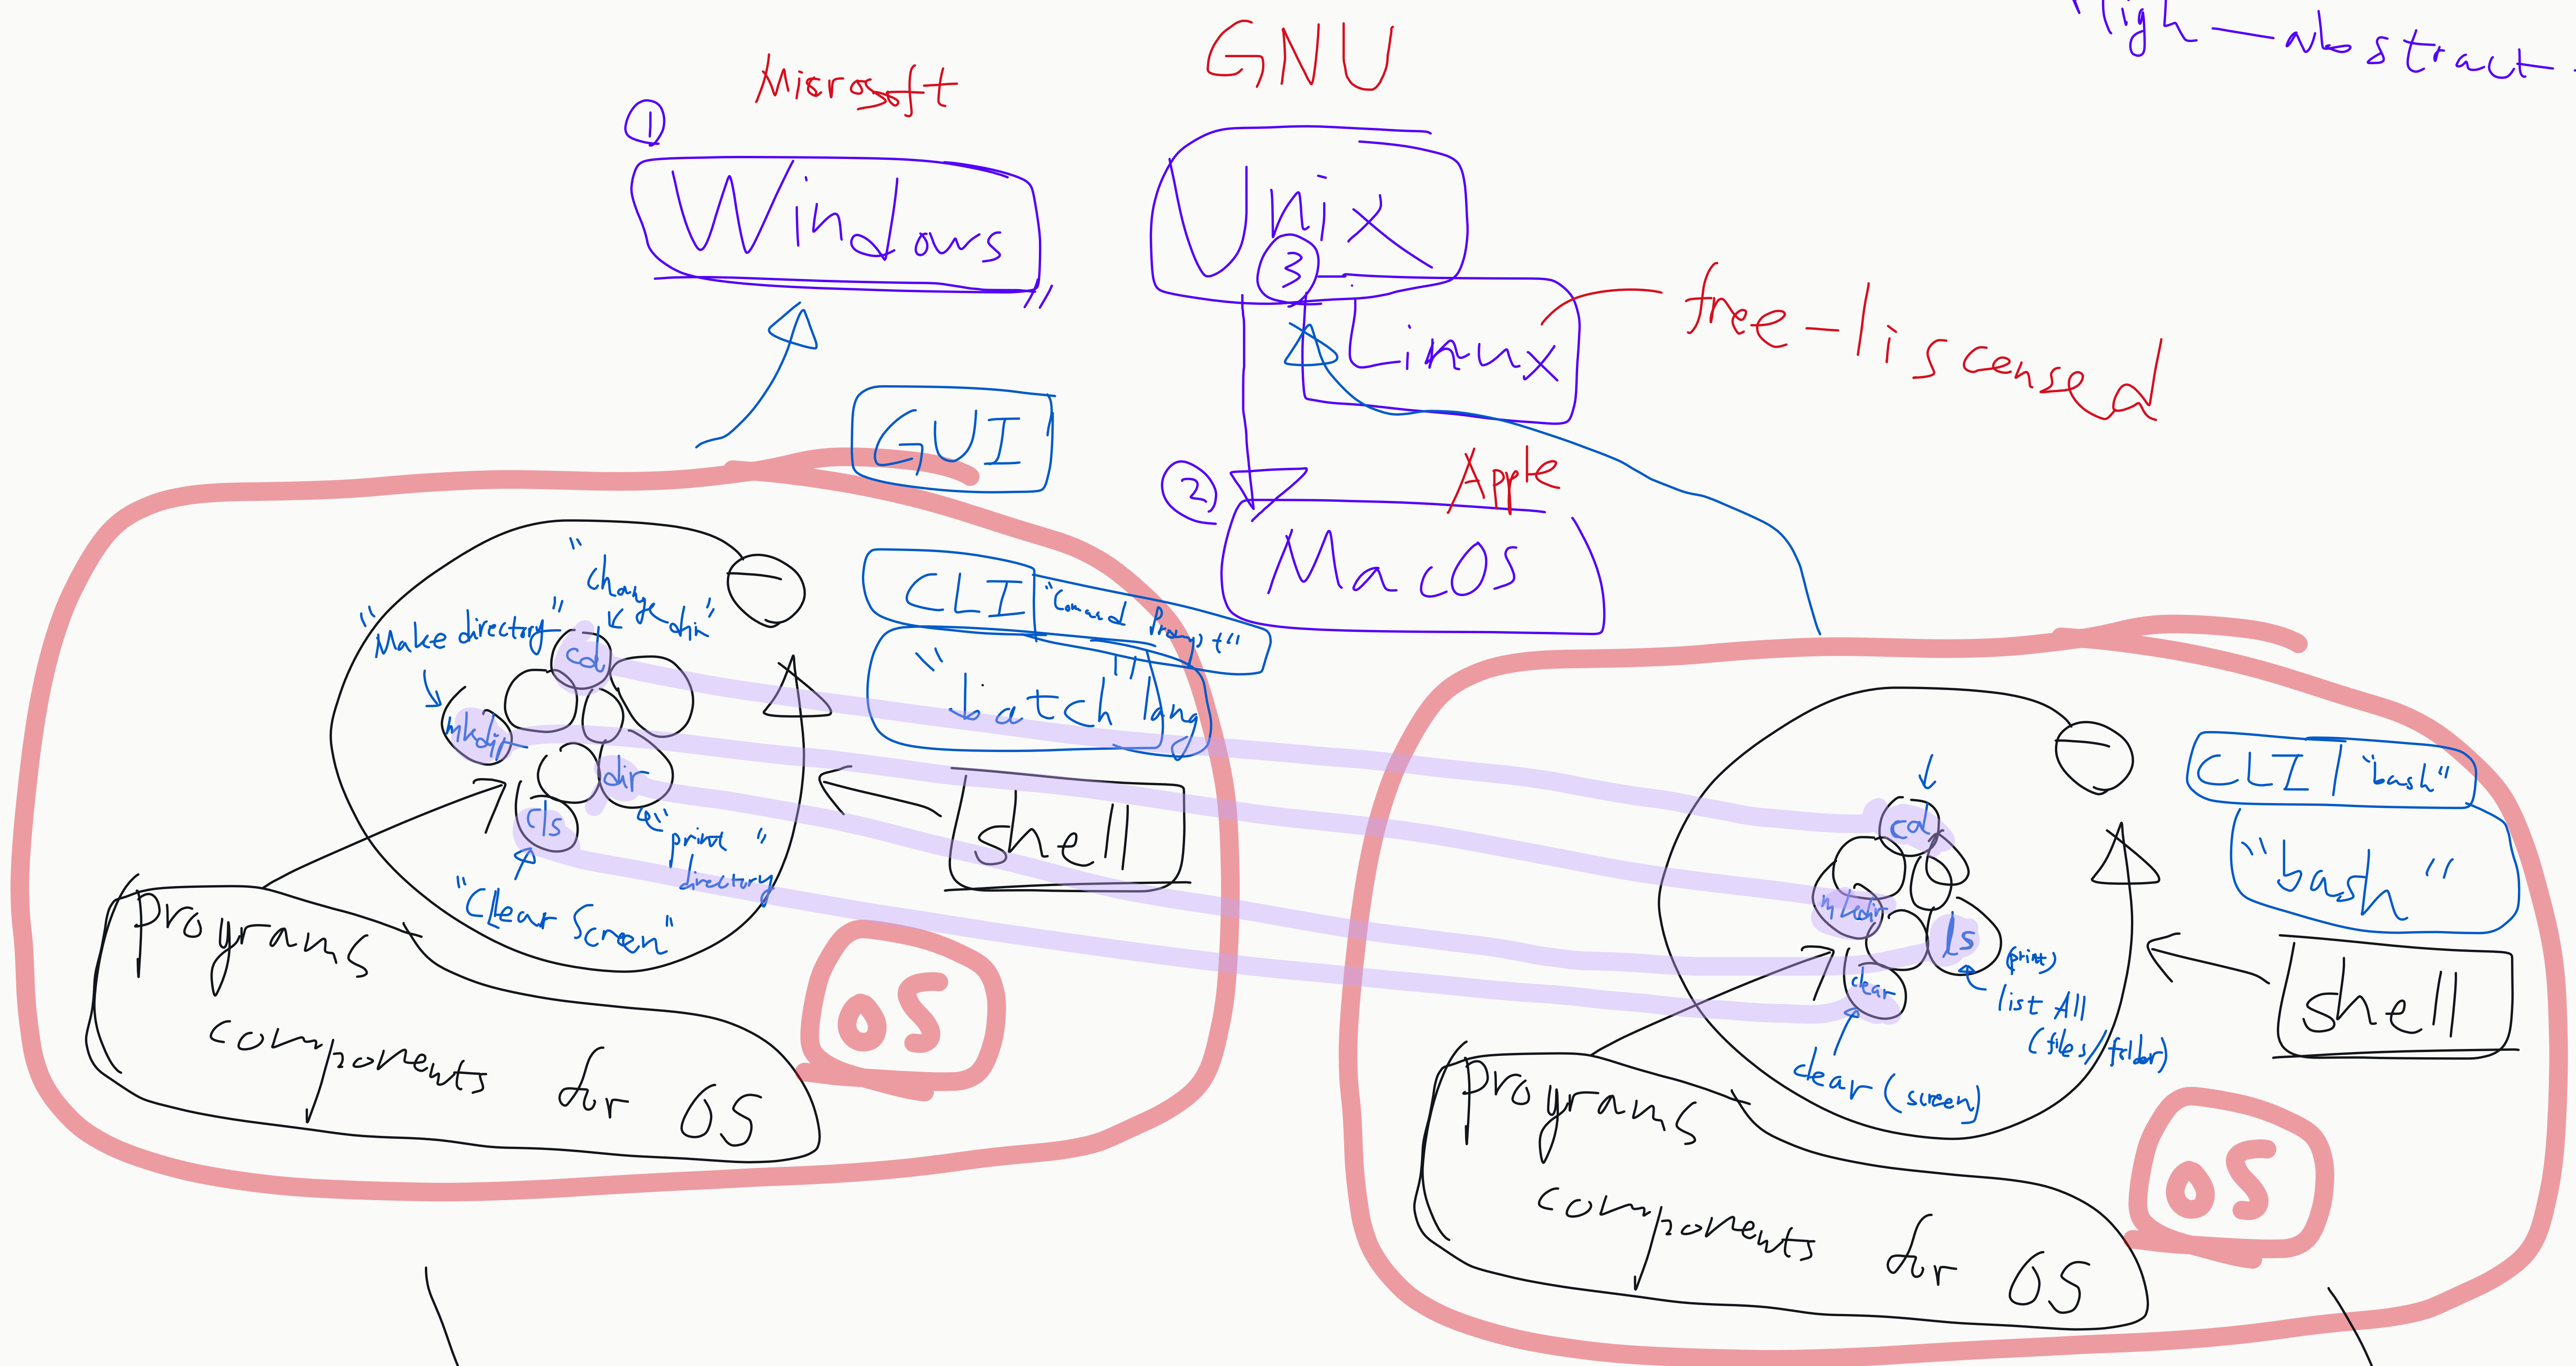 High-abstract-
GNU
Microsoft
①
Windows
Unix
③
Linux
free-liscensed
GUI
②
Apple
MacOS
"change dir"
"Make directory"
cd
mkdir
dir
cls
"print directory"
"Clear Screen"
CLI
"Command Prompt"
"batch" lang
shell
programs
components for OS
OS
CLI
"bash"
"bash"
cd
mkdir
ls
clear
(print)
list All
(files/folder)
clear (screen)
shell
programs
components for OS
OS